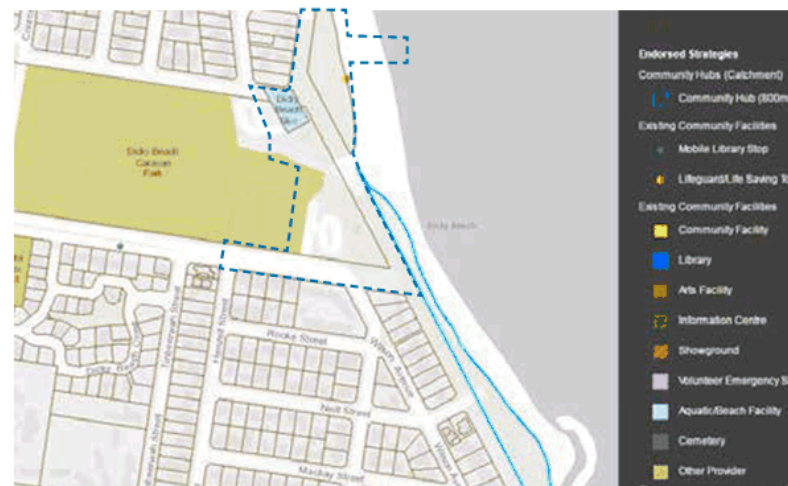 Dicky
Beach
Dicky Beach
Caravan
Park
Dicky Beach
Rooke Street
Neill Street
Mackay Street
Wilson Avenue
Wilson Avenue
Endorsed Strategies
Community Hubs (Catchment)
Community Hub (800m
Existing Community Facilities
Mobile Library Stop
Lifeguard/Life Saving To
Existing Community Facilities
Community Facility
Library
Arts Facility
Information Centre
Showground
Volunteer Emergency S
Aquatic/Beach Facility
Cemetery
Other Provider